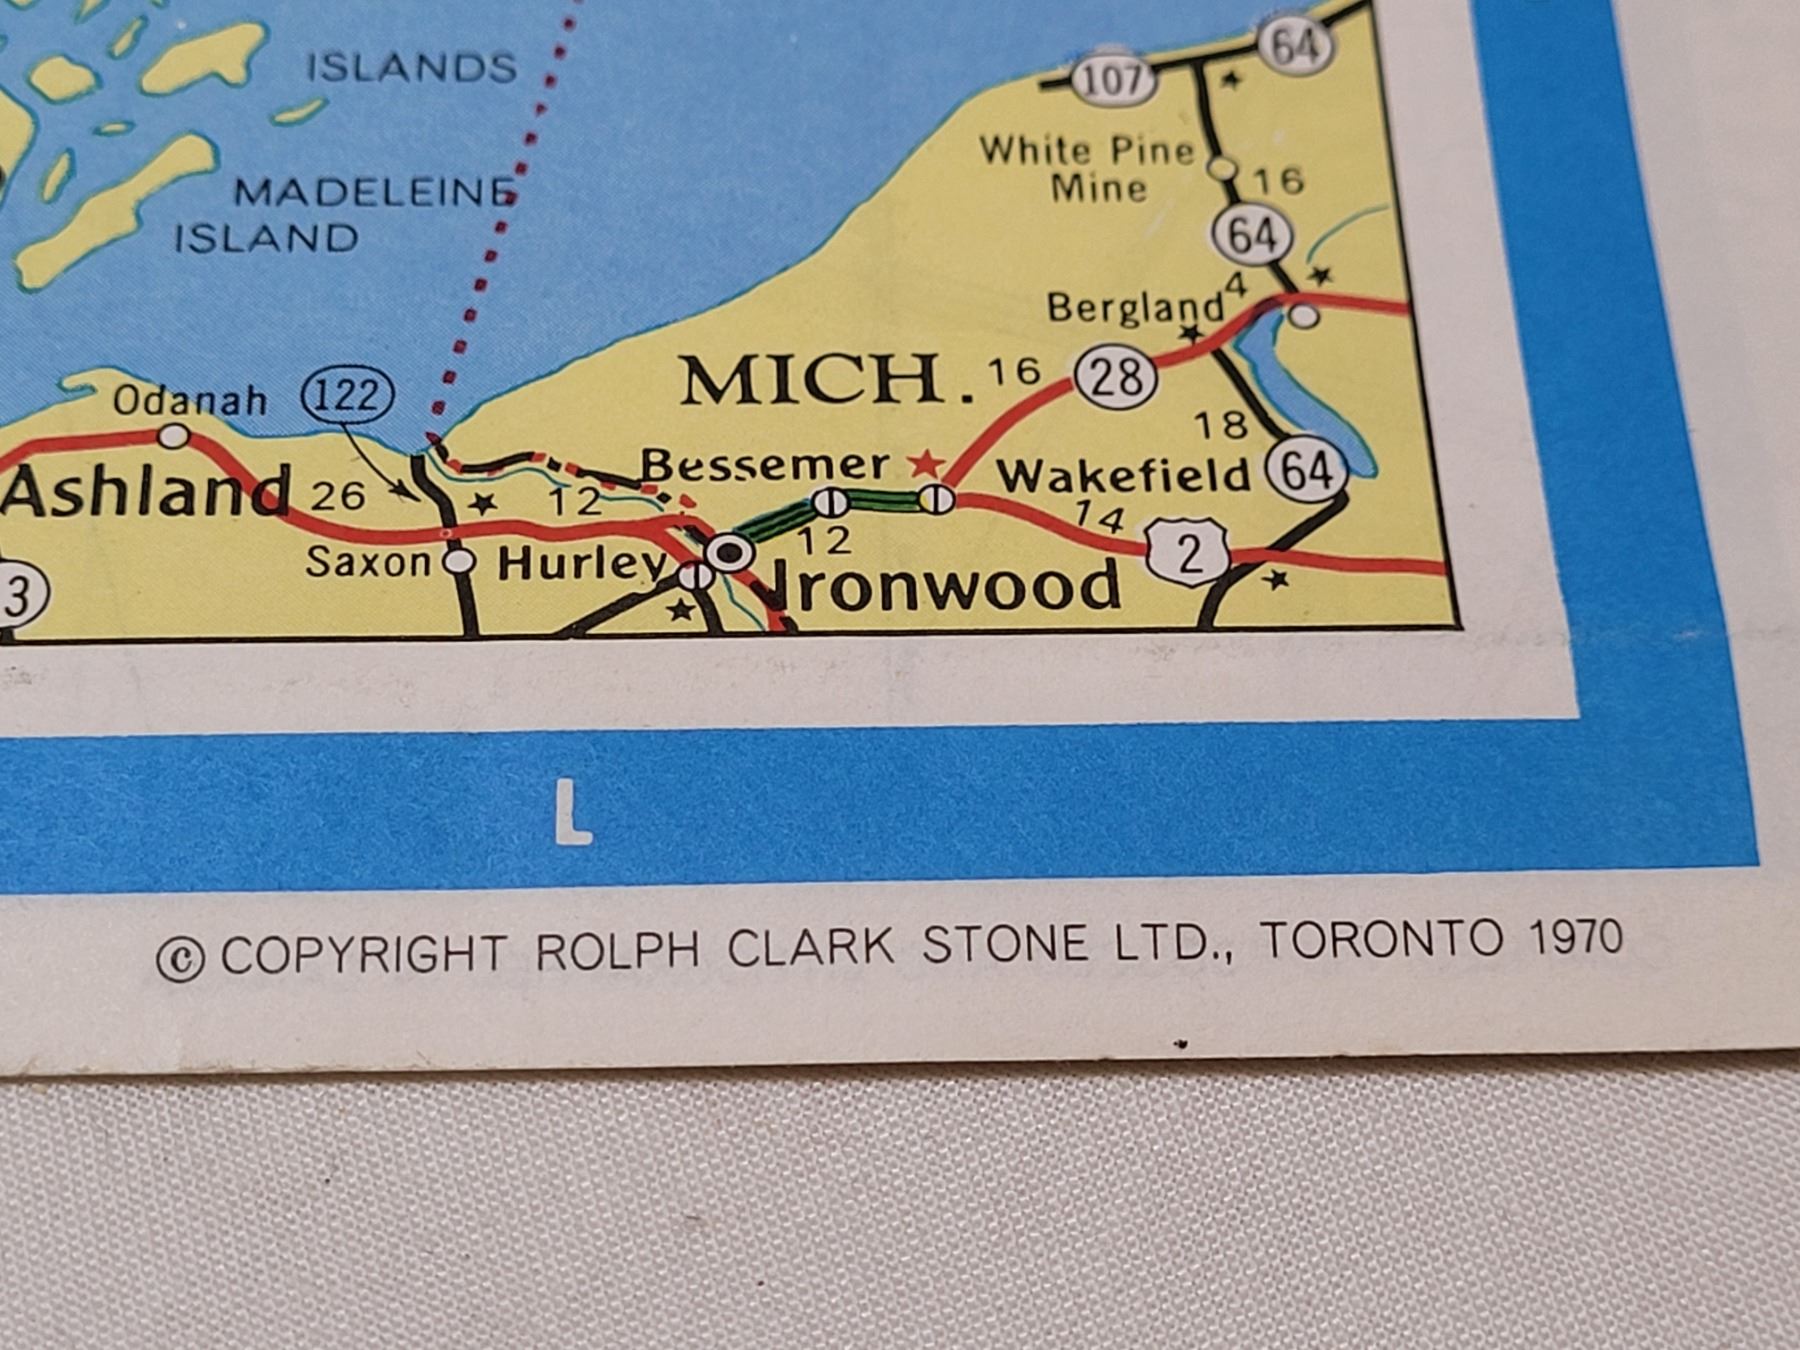 64
ISLANDS
107
White Pine
Mine
16
MADELEINE
ISLAND
64
4
Bergland
MICH.
16
28
Odanah
122
18
Bessemer
Wakefield
64
Ashland
26
12
14
Saxon
Hurley
12
2
3
Ironwood
L
© COPYRIGHT ROLPH CLARK STONE LTD., TORONTO 1970